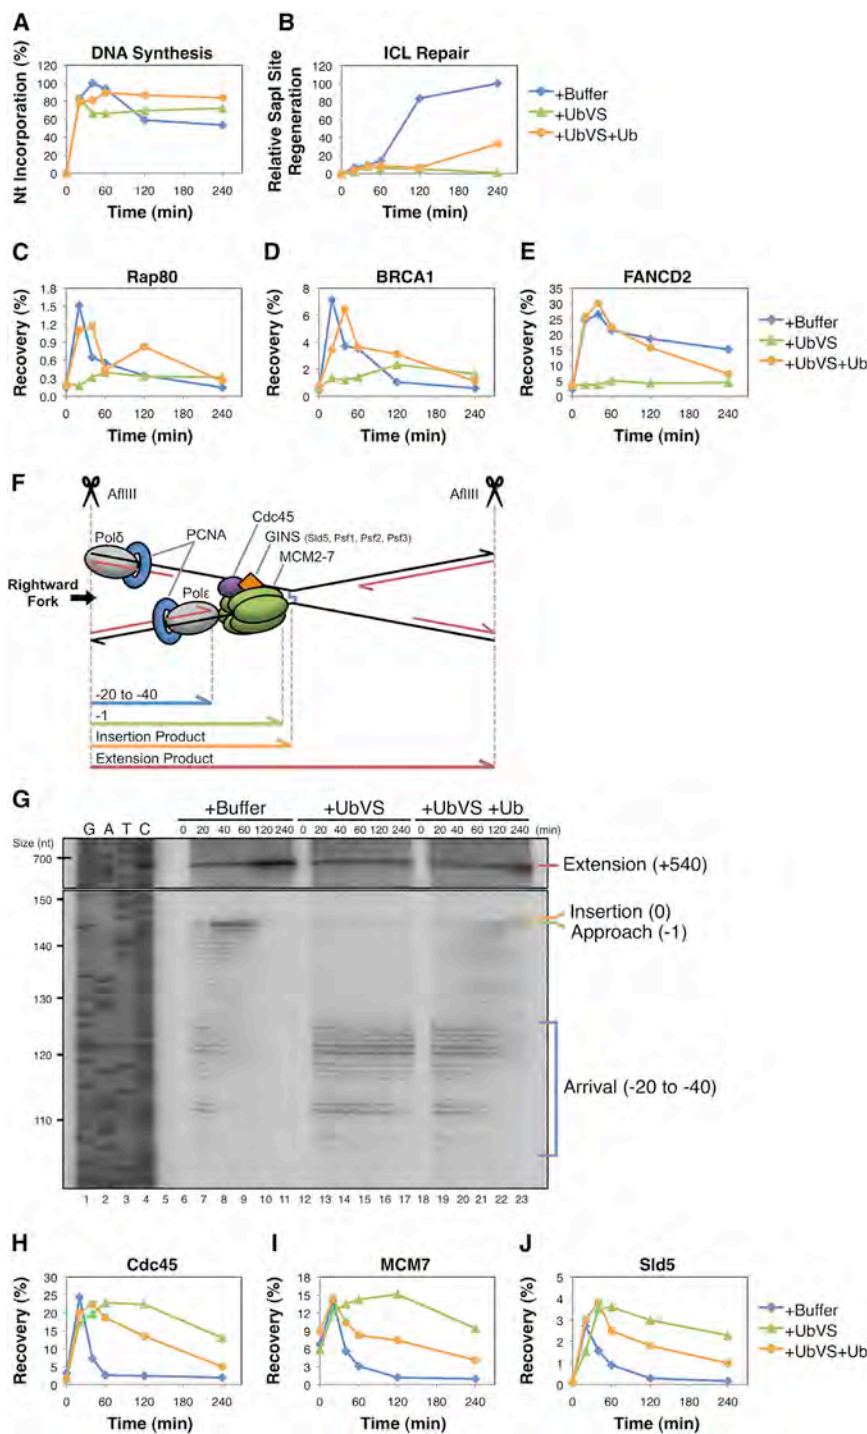 A
DNA Synthesis
Nt Incorporation (%)
120
100
80
60
40
20
0
0 60 120 180 240
Time (min)
B
ICL Repair
Relative SapI Site
Regeneration
120
100
80
60
40
20
0
0 60 120 180 240
Time (min)
+Buffer
+UbVS
+UbVS+Ub
C
Rap80
Recovery (%)
1.8
1.5
1.2
0.9
0.6
0.3
0.0
0 60 120 180 240
Time (min)
D
BRCA1
Recovery (%)
8
6
4
2
0
0 60 120 180 240
Time (min)
E
FANCD2
Recovery (%)
35
30
25
20
15
10
5
0
0 60 120 180 240
Time (min)
+Buffer
+UbVS
+UbVS+Ub
F
AflIII
AflIII
Cdc45
GINS (Sld5, Psf1, Psf2, Psf3)
MCM2-7
Polδ
PCNA
Rightward
Fork
Polε
-20 to -40
-1
Insertion Product
Extension Product
G
+Buffer +UbVS +UbVS +Ub
G A T C
0 20 40 60 120 240 0 20 40 60 120 240 0 20 40 60 120 240 (min)
Size (nt)
700
Extension (+540)
150
Insertion (0)
Approach (-1)
140
130
120
Arrival (-20 to -40)
110
1 2 3 4 5 6 7 8 9 10 11 12 13 14 15 16 17 18 19 20 21 22 23
H
Cdc45
Recovery (%)
30
25
20
15
10
5
0
0 60 120 180 240
Time (min)
I
MCM7
Recovery (%)
18
15
12
9
6
3
0
0 60 120 180 240
Time (min)
J
Sld5
Recovery (%)
5
4
3
2
1
0
0 60 120 180 240
Time (min)
+Buffer
+UbVS
+UbVS+Ub